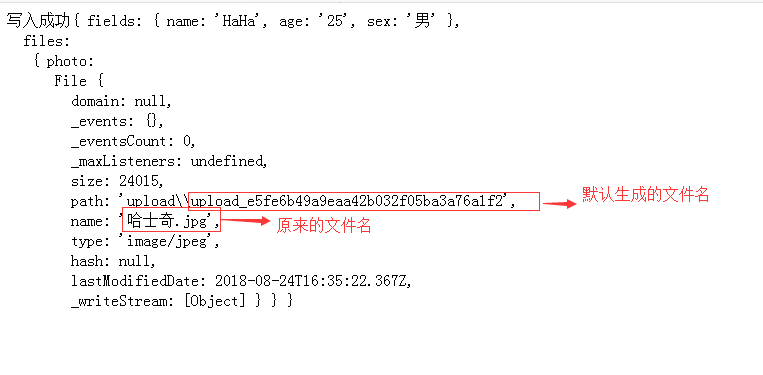 写入成功{ fields: { name: 'HaHa', age: '25', sex: '男' },
files:
{ photo:
File {
domain: null,
_events: {},
_eventsCount: 0,
_maxListeners: undefined,
size: 24015,
path: 'upload\\upload_e5fe6b49a9eaa42b032f05ba3a76a1f2',
默认生成的文件名
name: '哈士奇.jpg',
原来的文件名
type: 'image/jpeg',
hash: null,
lastModifiedDate: 2018-08-24T16:35:22.367Z,
_writeStream: [Object] } } }